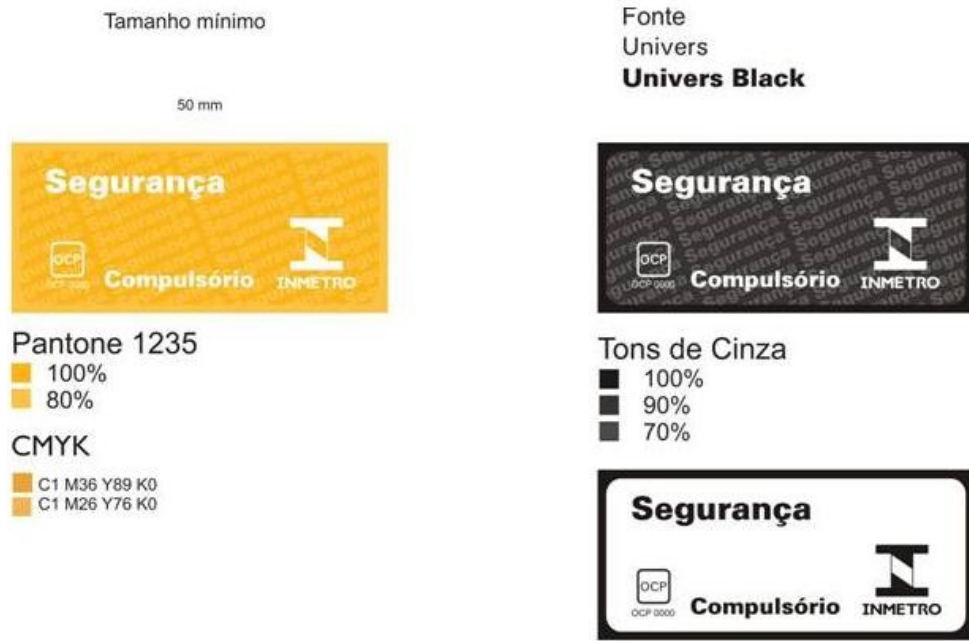 Tamanho mínimo
50 mm
Segurança
OCP
OCP 0000
Compulsório
INMETRO
Pantone 1235
100%
80%
CMYK
C1 M36 Y89 K0
C1 M26 Y76 K0
Fonte
Univers
Univers Black
Segurança
OCP
OCP 0000
Compulsório
INMETRO
Tons de Cinza
100%
90%
70%
Segurança
OCP
OCP 0000
Compulsório
INMETRO